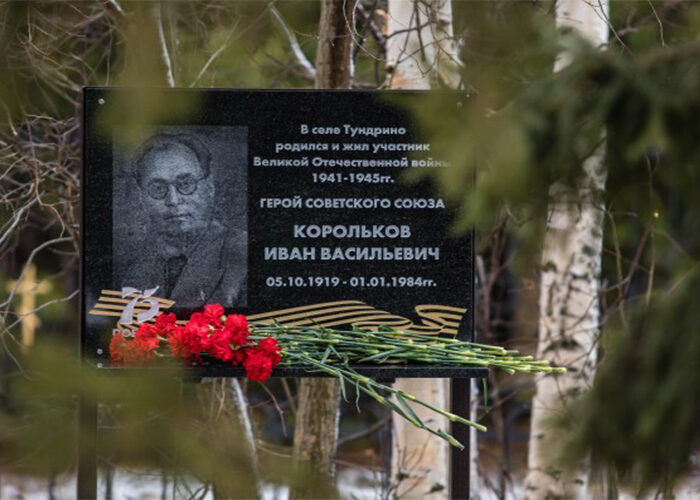 В селе Тундрино
родился и жил участник
Великой Отечественной войны
1941-1945гг.
ГЕРОЙ СОВЕТСКОГО СОЮЗА
КОРОЛЬКОВ
ИВАН ВАСИЛЬЕВИЧ
05.10.1919 - 01.01.1984гг.
75